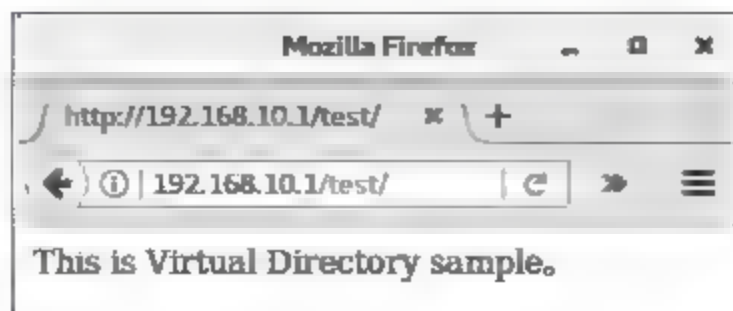 Mozilla Firefox
http://192.168.10.1/test/
192.168.10.1/test/
This is Virtual Directory sample。